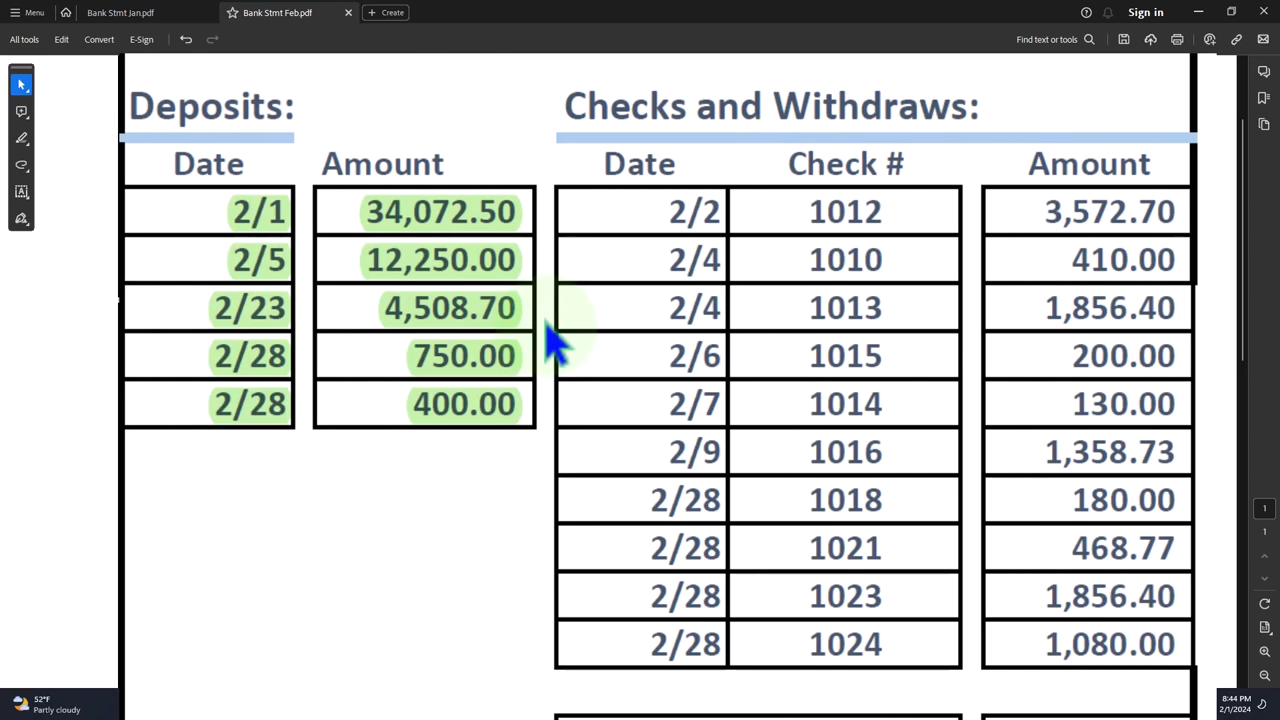 Menu
Bank Stmt Jan.pdf
Bank Stmt Feb.pdf
Create
Sign in
All tools
Edit
Convert
E-Sign
Find text or tools
Deposits:
Checks and Withdraws:
Date Amount Date Check # Amount
2/1 34,072.50 2/2 1012 3,572.70
2/5 12,250.00 2/4 1010 410.00
2/23 4,508.70 2/4 1013 1,856.40
2/28 750.00 2/6 1015 200.00
2/28 400.00 2/7 1014 130.00
2/9 1016 1,358.73
2/28 1018 180.00
2/28 1021 468.77
2/28 1023 1,856.40
2/28 1024 1,080.00
1
1
52°F
Partly cloudy
8:44 PM
2/1/2024